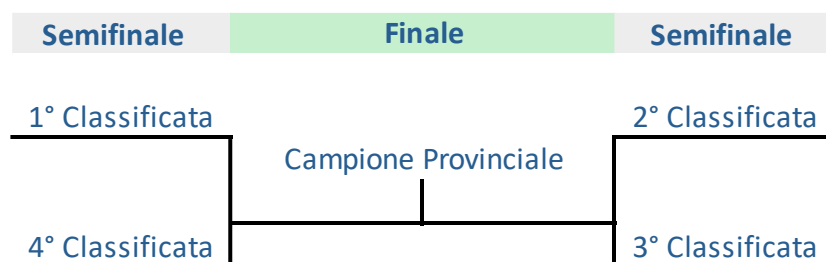 Semifinale Finale Semifinale
1° Classificata 2° Classificata
Campione Provinciale
4° Classificata 3° Classificata